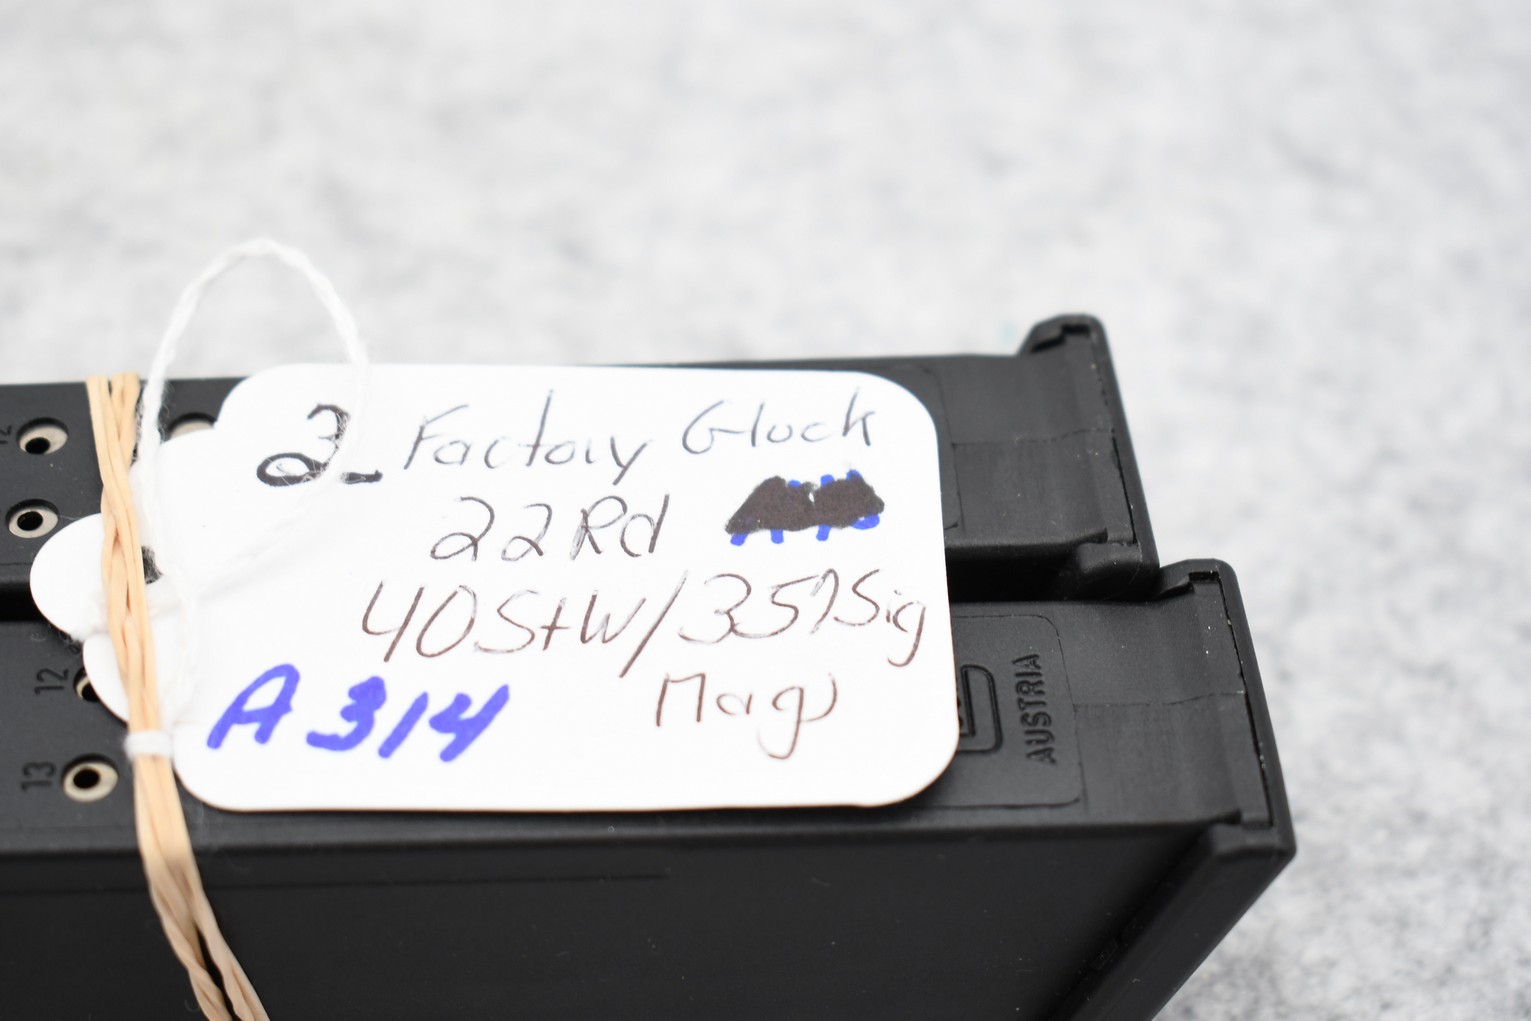 2 Factory Glock
22Rd
40S+W/357Sig
Mags
A314
12
13
AUSTRIA